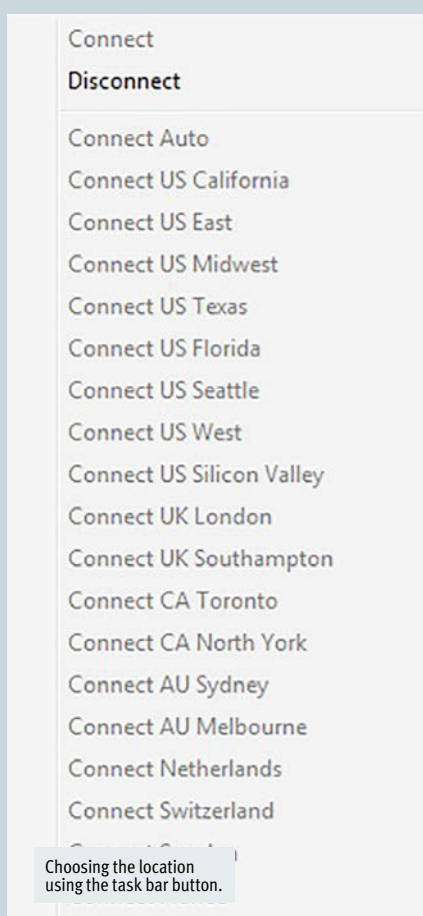 Connect
Disconnect
Connect Auto
Connect US California
Connect US East
Connect US Midwest
Connect US Texas
Connect US Florida
Connect US Seattle
Connect US West
Connect US Silicon Valley
Connect UK London
Connect UK Southampton
Connect CA Toronto
Connect CA North York
Connect AU Sydney
Connect AU Melbourne
Connect Netherlands
Connect Switzerland
Choosing the location
using the task bar button.